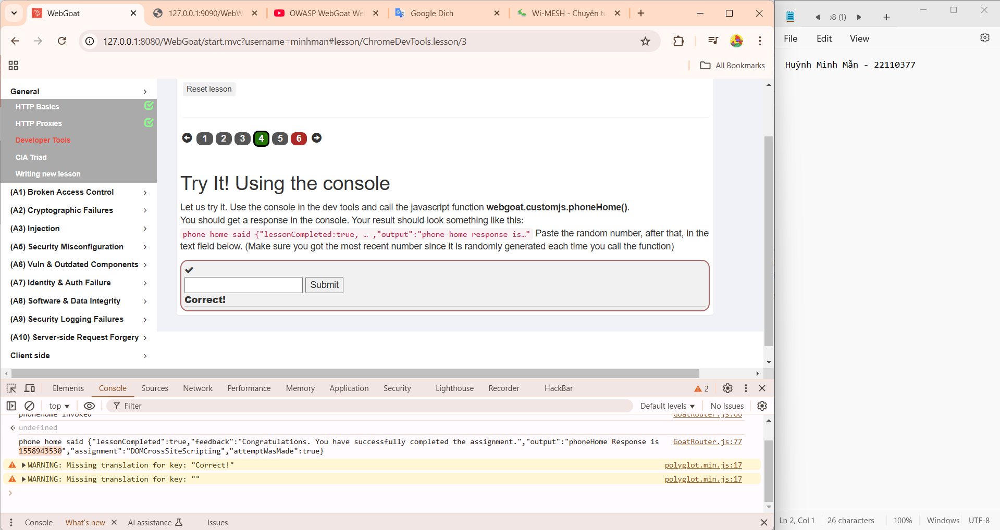 WebGoat
127.0.0.1:9090/WebW
OWASP WebGoat We
Google Dịch
Wi-MESH - Chuyên tư
127.0.0.1:8080/WebGoat/start.mvc?username=minhman#lesson/ChromeDevTools.lesson/3
All Bookmarks
General
HTTP Basics
HTTP Proxies
Developer Tools
CIA Triad
Writing new lesson
(A1) Broken Access Control
(A2) Cryptographic Failures
(A3) Injection
(A5) Security Misconfiguration
(A6) Vuln & Outdated Components
(A7) Identity & Auth Failure
(A8) Software & Data Integrity
(A9) Security Logging Failures
(A10) Server-side Request Forgery
Client side
Reset lesson
1 2 3 4 5 6
Try It! Using the console
Let us try it. Use the console in the dev tools and call the javascript function webgoat.customjs.phoneHome().
You should get a response in the console. Your result should look something like this:
phone home said {"lessonCompleted:true, … ,"output":"phone home response is…" Paste the random number, after that, in the
text field below. (Make sure you got the most recent number since it is randomly generated each time you call the function)
Submit
Correct!
Elements Console Sources Network Performance Memory Application Security Lighthouse Recorder HackBar 2
top Filter Default levels No Issues
phoneHome invoked GoatRouter.js:66
undefined
phone home said {"lessonCompleted":true,"feedback":"Congratulations. You have successfully completed the assignment.","output":"phoneHome Response is GoatRouter.js:77
1558943530","assignment":"DOMCrossSiteScripting","attemptWasMade":true}
WARNING: Missing translation for key: "Correct!" polyglot.min.js:17
WARNING: Missing translation for key: "" polyglot.min.js:17
Console What's new AI assistance Issues
ɔ8 (1)
File Edit View
Huỳnh Minh Mẫn - 22110377
Ln 2, Col 1 26 characters 100% Windows UTF-8